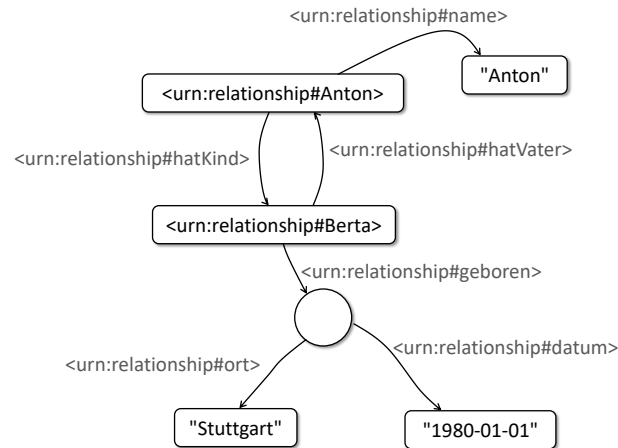 <urn:relationship#name>
"Anton"
<urn:relationship#Anton>
<urn:relationship#hatKind>
<urn:relationship#hatVater>
<urn:relationship#Berta>
<urn:relationship#geboren>
<urn:relationship#ort>
<urn:relationship#datum>
"Stuttgart"
"1980-01-01"